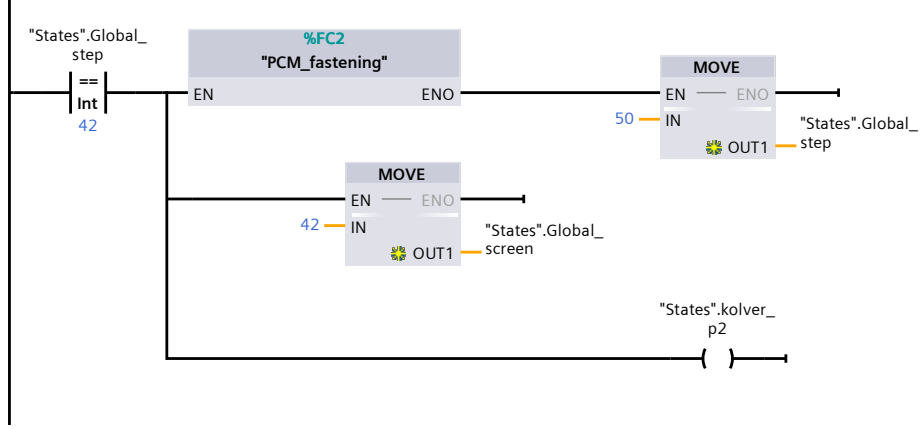 "States".Global_
step
==
Int
42
%FC2
"PCM_fastening"
EN ENO
MOVE
EN ENO
50 IN
OUT1
"States".Global_
step
MOVE
EN ENO
42 IN
OUT1
"States".Global_
screen
"States".kolver_
p2